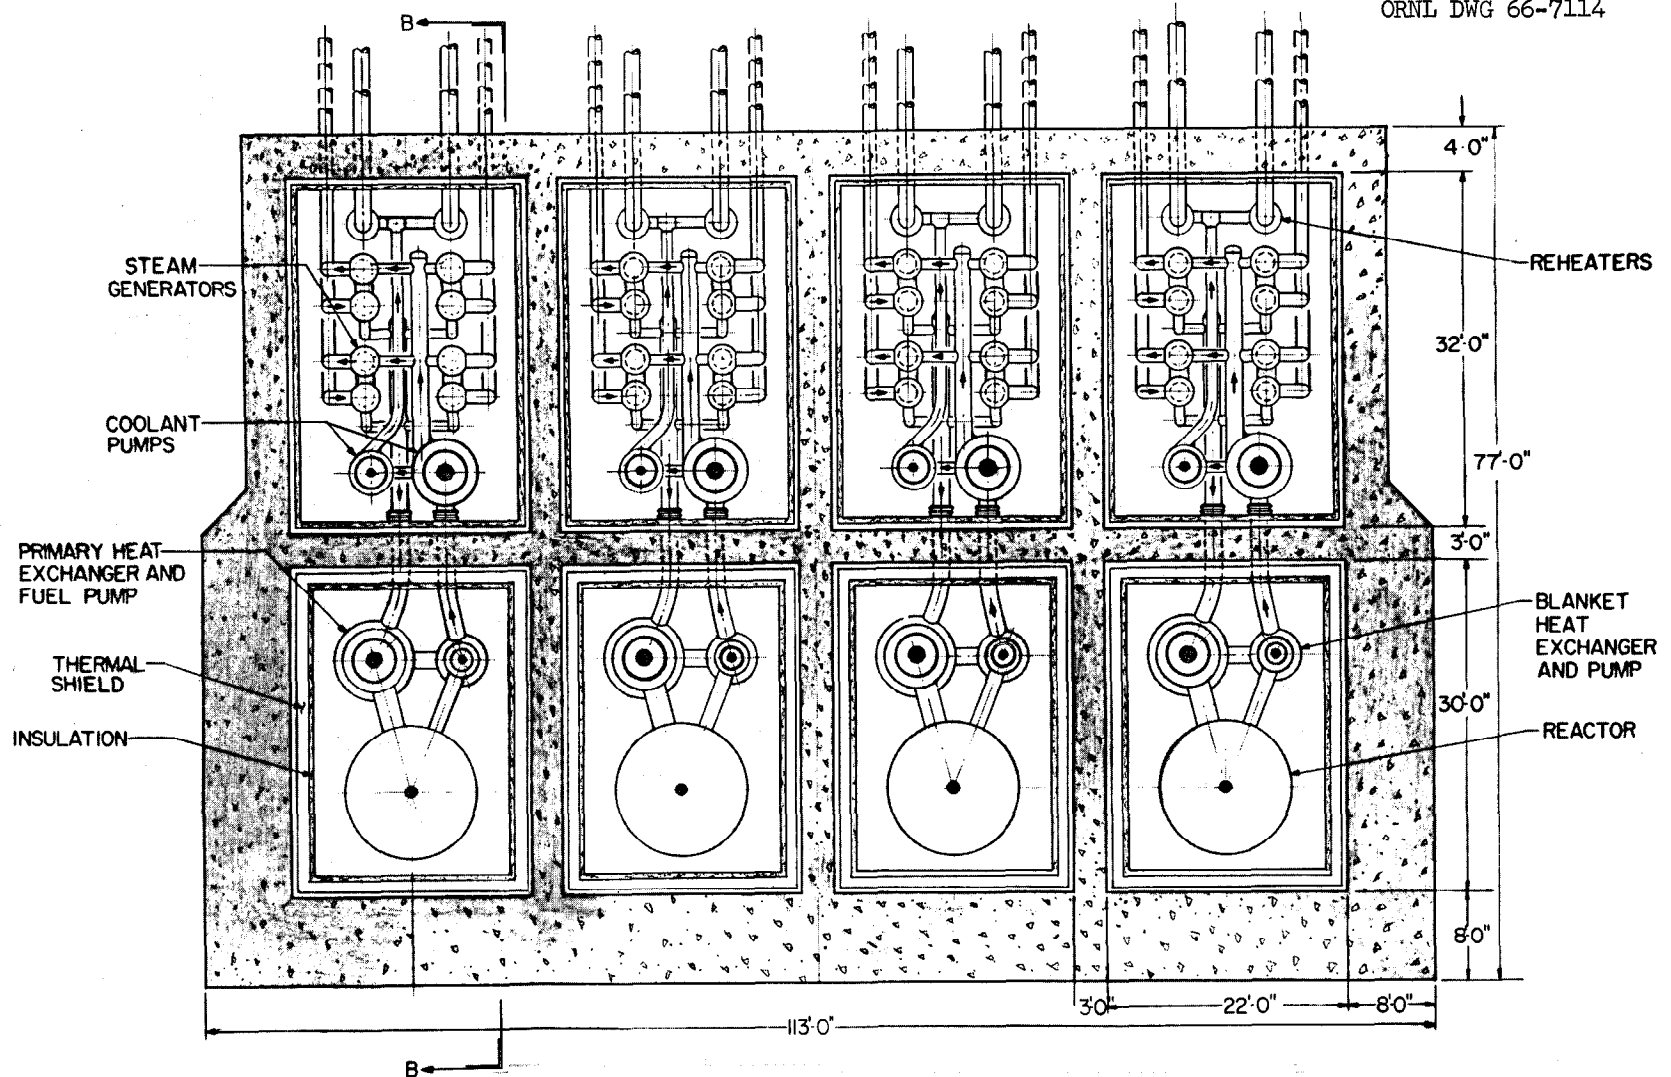 ORNL DWG 66-7114
B
4'-0"
STEAM
GENERATORS
REHEATERS
32'-0"
COOLANT
PUMPS
77'-0"
3'-0"
PRIMARY HEAT
EXCHANGER AND
FUEL PUMP
BLANKET
HEAT
EXCHANGER
AND PUMP
THERMAL
SHIELD
30'-0"
INSULATION
REACTOR
8'-0"
3'-0"
22'-0"
8'-0"
113'-0"
B